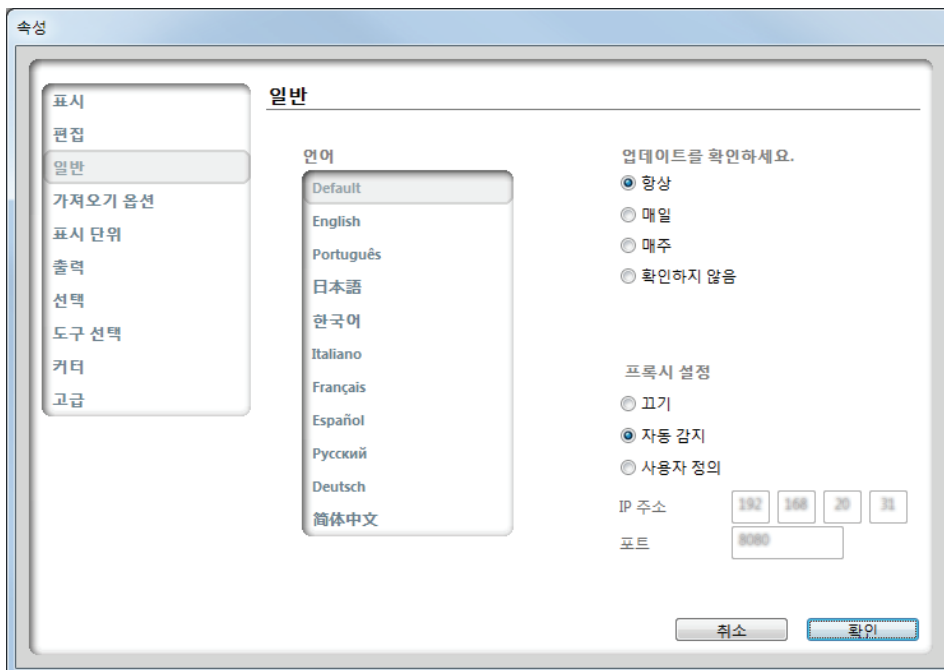 속성
표시
편집
일반
가져오기 옵션
표시 단위
출력
선택
도구 선택
커터
고급
일반
언어
Default
English
Português
日本語
한국어
Italiano
Français
Español
Русский
Deutsch
简体中文
업데이트를 확인하세요.
항상
매일
매주
확인하지 않음
프록시 설정
끄기
자동 감지
사용자 정의
IP 주소 192 168 20 31
포트 8080
취소 확인